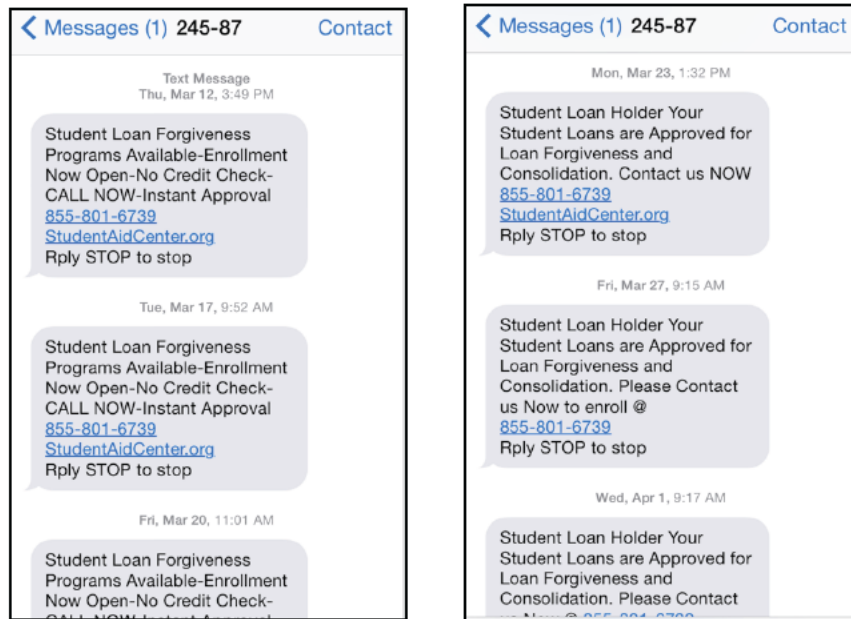 Messages (1) 245-87 Contact
Text Message
Thu, Mar 12, 3:49 PM
Student Loan Forgiveness
Programs Available-Enrollment
Now Open-No Credit Check-
CALL NOW-Instant Approval
855-801-6739
StudentAidCenter.org
Rply STOP to stop
Tue, Mar 17, 9:52 AM
Student Loan Forgiveness
Programs Available-Enrollment
Now Open-No Credit Check-
CALL NOW-Instant Approval
855-801-6739
StudentAidCenter.org
Rply STOP to stop
Fri, Mar 20, 11:01 AM
Student Loan Forgiveness
Programs Available-Enrollment
Now Open-No Credit Check-
CALL NOW-Instant Approval
Messages (1) 245-87 Contact
Mon, Mar 23, 1:32 PM
Student Loan Holder Your
Student Loans are Approved for
Loan Forgiveness and
Consolidation. Contact us NOW
855-801-6739
StudentAidCenter.org
Rply STOP to stop
Fri, Mar 27, 9:15 AM
Student Loan Holder Your
Student Loans are Approved for
Loan Forgiveness and
Consolidation. Please Contact
us Now to enroll @
855-801-6739
Rply STOP to stop
Wed, Apr 1, 9:17 AM
Student Loan Holder Your
Student Loans are Approved for
Loan Forgiveness and
Consolidation. Please Contact
us Now @ 855-801-6739